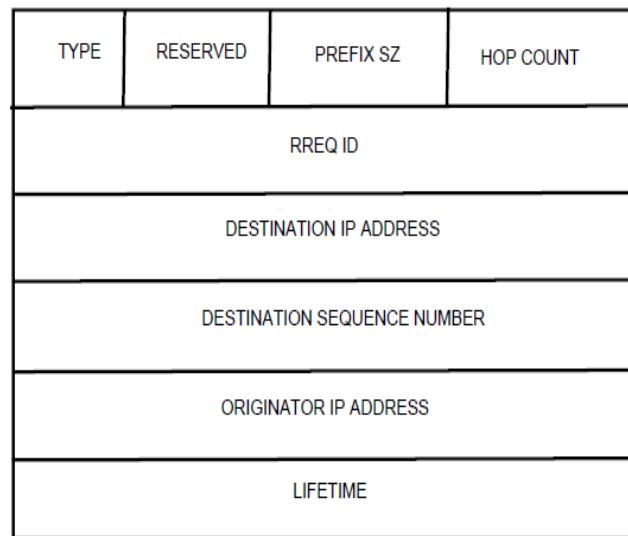 TYPE RESERVED PREFIX SZ HOP COUNT
RREQ ID
DESTINATION IP ADDRESS
DESTINATION SEQUENCE NUMBER
ORIGINATOR IP ADDRESS
LIFETIME